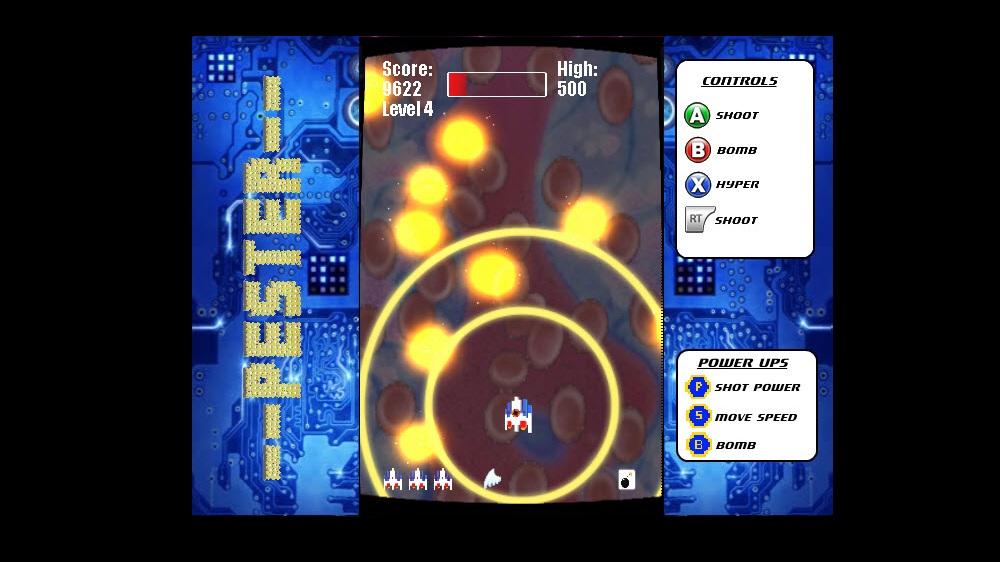 --PESTER--
Score:
9622
Level 4
High:
500
CONTROLS
A SHOOT
B BOMB
X HYPER
RT SHOOT
POWER UPS
P SHOT POWER
S MOVE SPEED
B BOMB